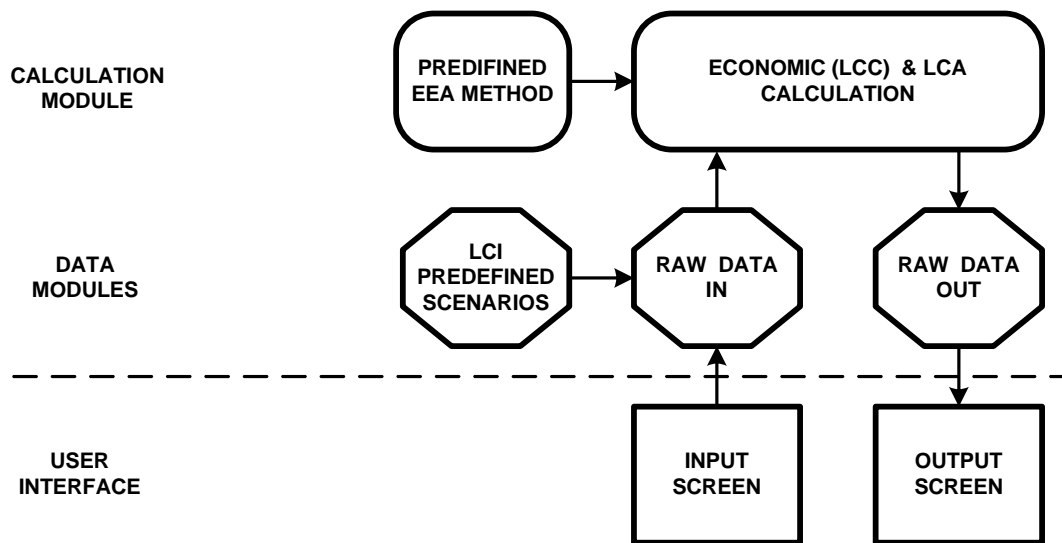 CALCULATION
MODULE
PREDIFINED
EEA METHOD
ECONOMIC (LCC) & LCA
CALCULATION
DATA
MODULES
LCI
PREDEFINED
SCENARIOS
RAW DATA
IN
RAW DATA
OUT
USER
INTERFACE
INPUT
SCREEN
OUTPUT
SCREEN